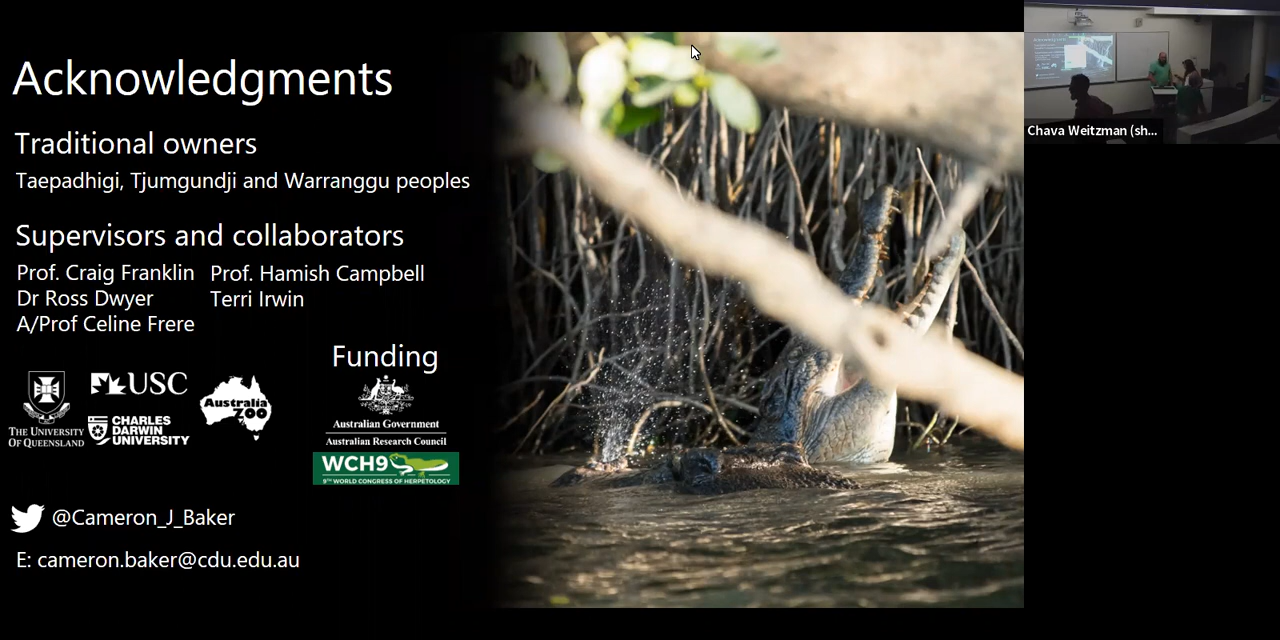 Acknowledgments
Traditional owners
Taepadhigi, Tjumgundji and Warranggu peoples
Supervisors and collaborators
Prof. Craig Franklin Prof. Hamish Campbell
Dr Ross Dwyer Terri Irwin
A/Prof Celine Frere
Funding
THE UNIVERSITY
OF QUEENSLAND
USC
CHARLES
DARWIN
UNIVERSITY
Australia
ZOO
Australian Government
Australian Research Council
WCH9
9TH WORLD CONGRESS OF HERPETOLOGY
@Cameron_J_Baker
E: cameron.baker@cdu.edu.au
Chava Weitzman (sh...